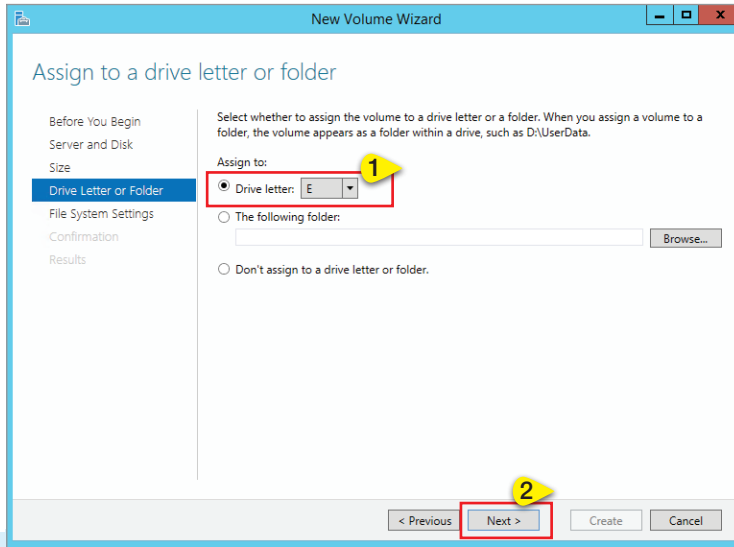 New Volume Wizard
Assign to a drive letter or folder
Before You Begin
Server and Disk
Size
Drive Letter or Folder
File System Settings
Confirmation
Results
Select whether to assign the volume to a drive letter or a folder. When you assign a volume to a
folder, the volume appears as a folder within a drive, such as D:\UserData.
Assign to:
1
Drive letter: E
The following folder:
Browse...
Don't assign to a drive letter or folder.
2
< Previous Next > Create Cancel